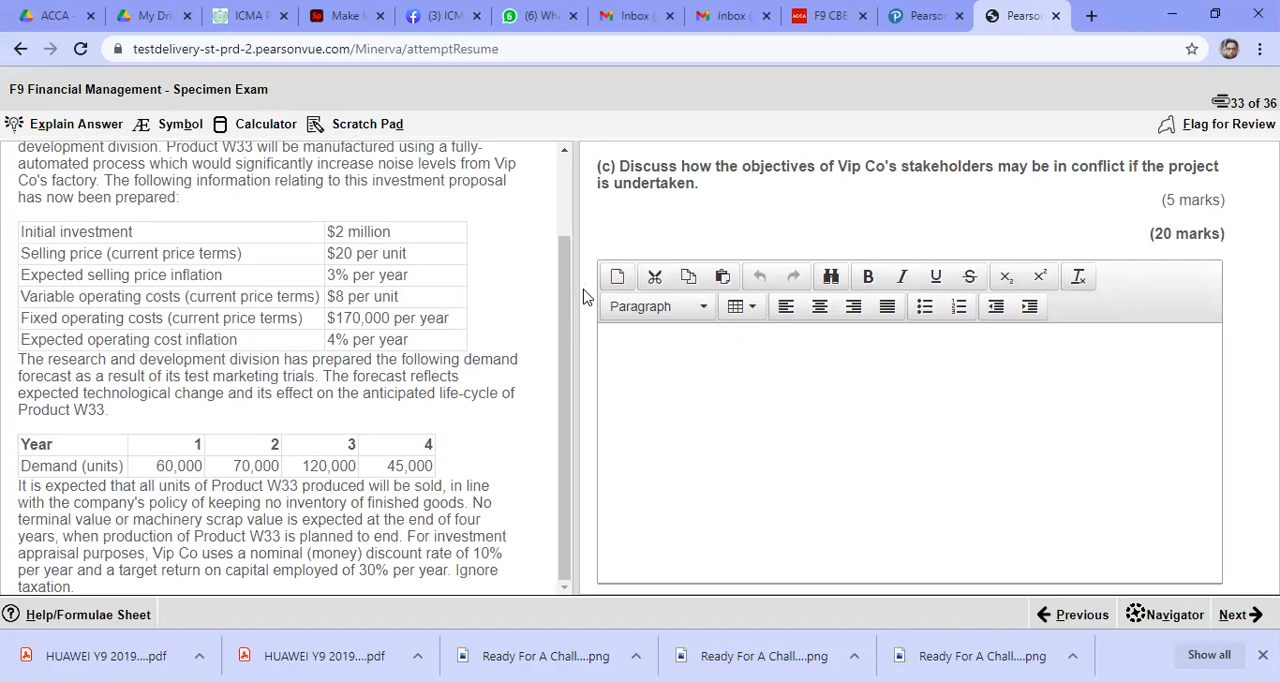 ACCA -
My Dri
ICMA P
Make I
(3) ICM
(Wha
Inbox (
Inbox (
F9 CBE
Pearso
Pearso
testdelivery-st-prd-2.pearsonvue.com/Minerva/attemptResume
F9 Financial Management - Specimen Exam
33 of 36
Explain Answer
Æ Symbol
Calculator
Scratch Pad
Flag for Review
development division. Product W33 will be manufactured using a fully-
automated process which would significantly increase noise levels from Vip
Co's factory. The following information relating to this investment proposal
has now been prepared:
Initial investment $2 million
Selling price (current price terms) $20 per unit
Expected selling price inflation 3% per year
Variable operating costs (current price terms) $8 per unit
Fixed operating costs (current price terms) $170,000 per year
Expected operating cost inflation 4% per year
The research and development division has prepared the following demand
forecast as a result of its test marketing trials. The forecast reflects
expected technological change and its effect on the anticipated life-cycle of
Product W33.
Year 1 2 3 4
Demand (units) 60,000 70,000 120,000 45,000
It is expected that all units of Product W33 produced will be sold, in line
with the company's policy of keeping no inventory of finished goods. No
terminal value or machinery scrap value is expected at the end of four
years, when production of Product W33 is planned to end. For investment
appraisal purposes, Vip Co uses a nominal (money) discount rate of 10%
per year and a target return on capital employed of 30% per year. Ignore
taxation.
(c) Discuss how the objectives of Vip Co's stakeholders may be in conflict if the project
is undertaken.
(5 marks)
(20 marks)
B I U S X₂ X² Tx
Paragraph
Help/Formulae Sheet
Previous
Navigator
Next
HUAWEI Y9 2019....pdf
HUAWEI Y9 2019....pdf
Ready For A Chall....png
Ready For A Chall....png
Ready For A Chall....png
Show all